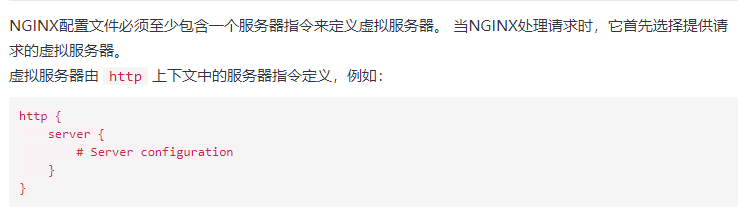 NGINX配置文件必须至少包含一个服务器指令来定义虚拟服务器。 当NGINX处理请求时，它首先选择提供请
求的虚拟服务器。
虚拟服务器由 http 上下文中的服务器指令定义，例如：
http {
    server {
        # Server configuration
    }
}